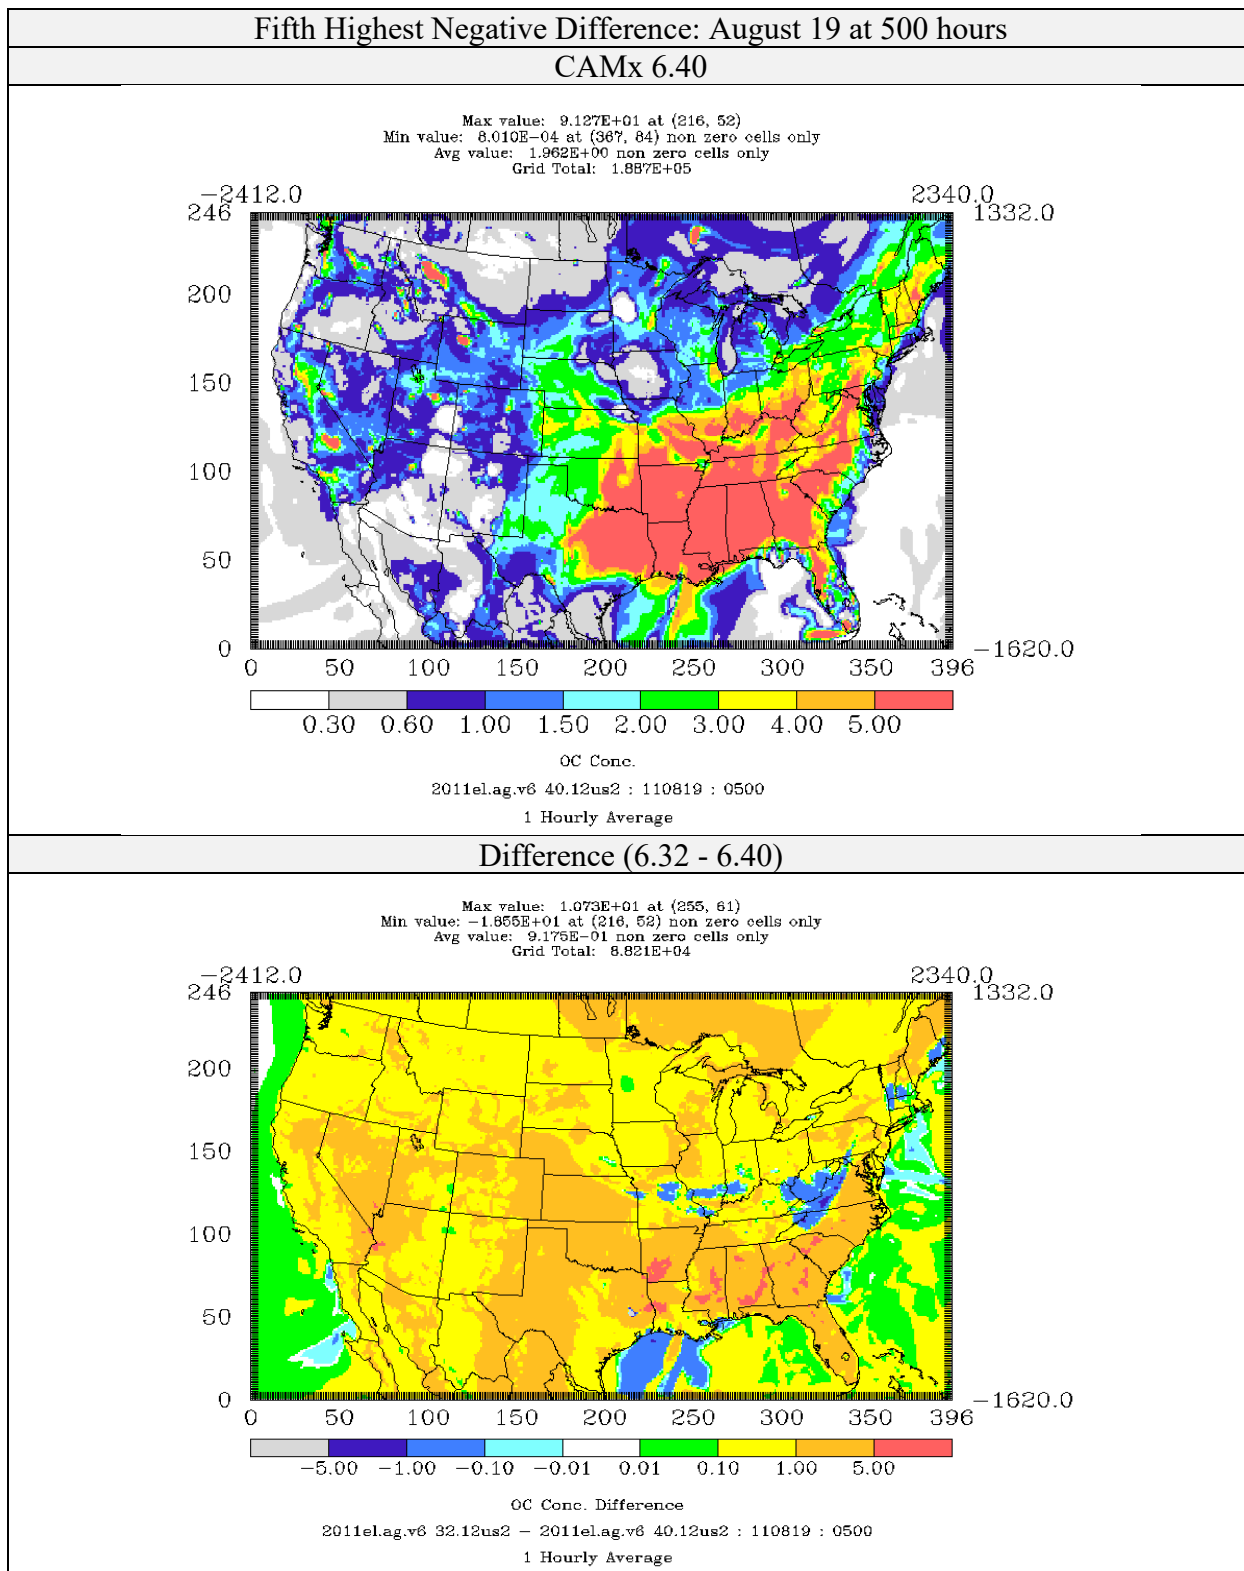 Fifth Highest Negative Difference: August 19 at 500 hours
CAMx 6.40
Max value: 9.127E+01 at (216, 52)
Min value: 8.010E-04 at (367, 84) non zero cells only
Avg value: 1.962E+00 non zero cells only
Grid Total: 1.887E+05
-2412.0 2340.0
246 1332.0
200
150
100
50
0 -1620.0
0 50 100 150 200 250 300 350 396
0.30 0.60 1.00 1.50 2.00 3.00 4.00 5.00
OC Conc.
2011el.ag.v6 40.12us2 : 110819 : 0500
1 Hourly Average
Difference (6.32 - 6.40)
Max value: 1.073E+01 at (255, 61)
Min value: -1.855E+01 at (216, 52) non zero cells only
Avg value: 9.175E-01 non zero cells only
Grid Total: 8.821E+04
-2412.0 2340.0
246 1332.0
200
150
100
50
0 -1620.0
0 50 100 150 200 250 300 350 396
-5.00 -1.00 -0.10 -0.01 0.01 0.10 1.00 5.00
OC Conc. Difference
2011el.ag.v6 32.12us2 - 2011el.ag.v6 40.12us2 : 110819 : 0500
1 Hourly Average